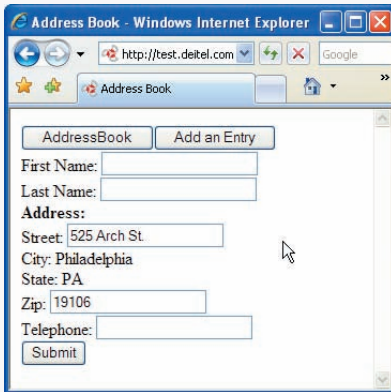 Address Book - Windows Internet Explorer
http://test.deitel.com
Google
Address Book
»
AddressBook Add an Entry
First Name:
Last Name:
Address:
Street: 525 Arch St.
City: Philadelphia
State: PA
Zip: 19106
Telephone:
Submit